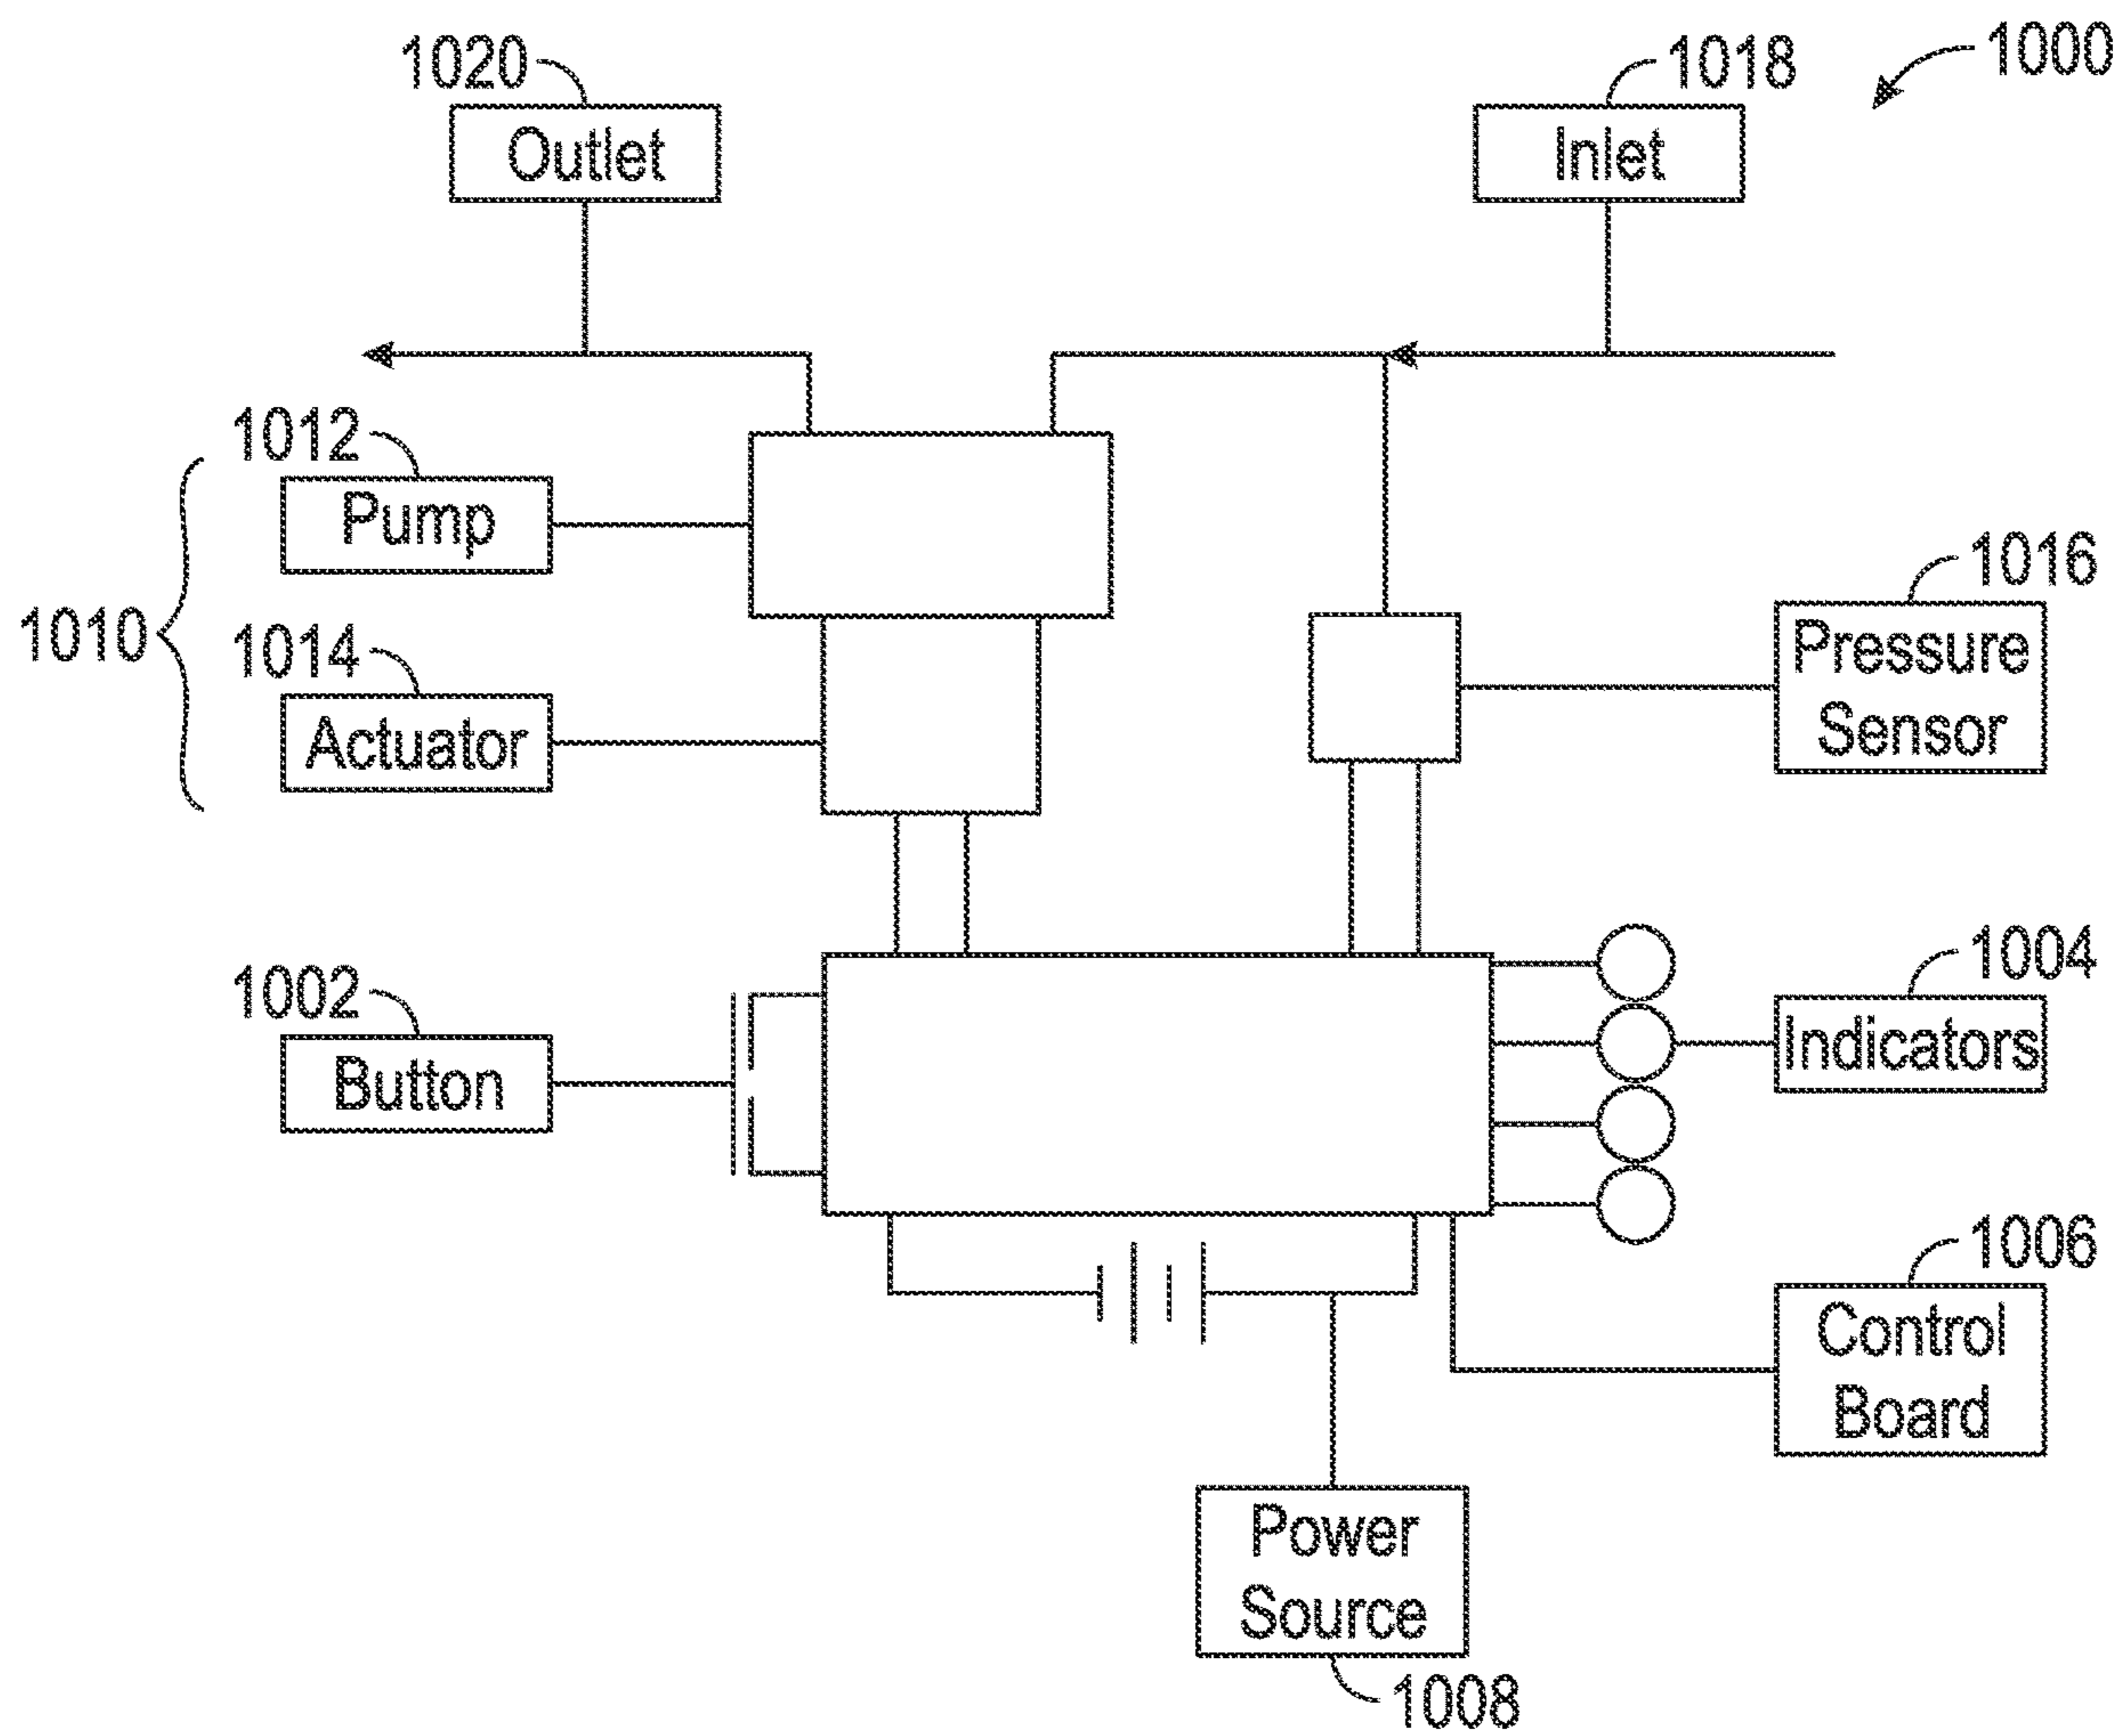 1020
1018
1000
Outlet
Inlet
1012
Pump
1016
1010
1014
Pressure
Sensor
Actuator
1002
1004
Button
Indicators
1006
Control
Board
Power
Source
1008